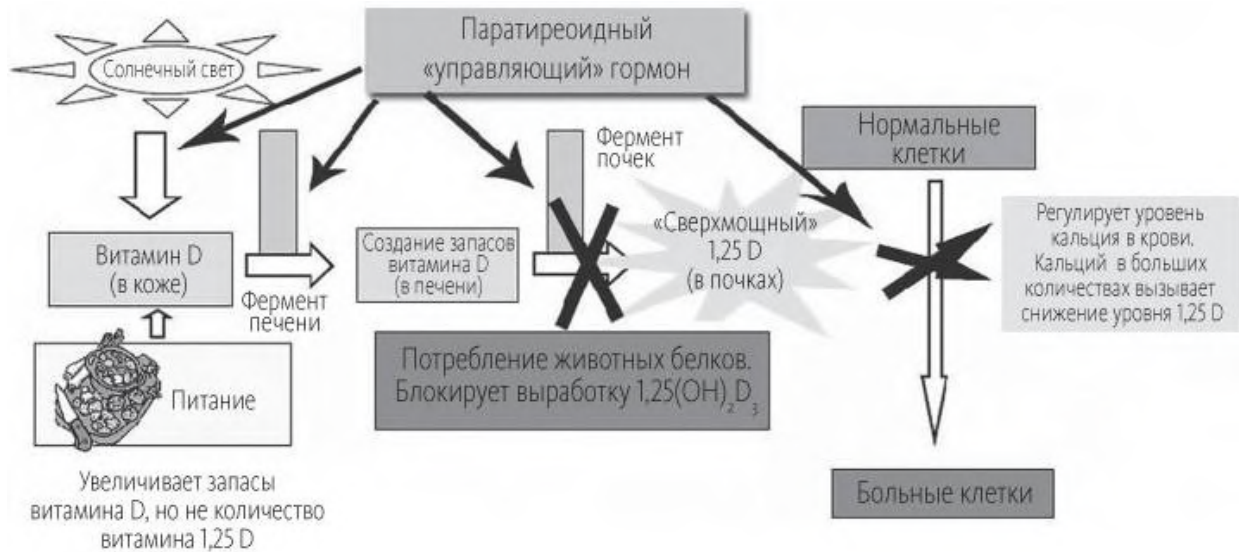 Солнечный свет
Паратиреоидный
«управляющий» гормон
Нормальные
клетки
Фермент
почек
Витамин D
(в коже)
Фермент
печени
Создание запасов
витамина D
(в печени)
«Сверхмощный»
1,25 D
(в почках)
Регулирует уровень
кальция в крови.
Кальций в больших
количествах вызывает
снижение уровня 1,25 D
Потребление животных белков.
Блокирует выработку 1,25(OH)₂D₃
Питание
Увеличивает запасы
витамина D, но не количество
витамина 1,25 D
Больные клетки